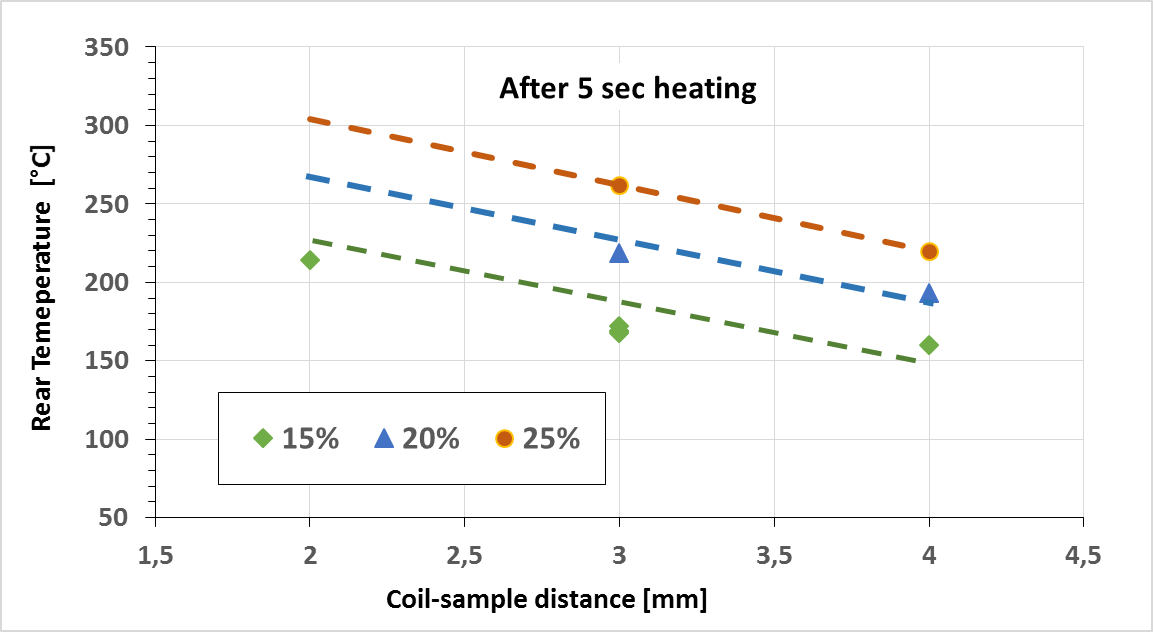 After 5 sec heating
Rear Temeperature [°C]
350
300
250
200
150
100
50
15% 20% 25%
1,5 2 2,5 3 3,5 4 4,5
Coil-sample distance [mm]